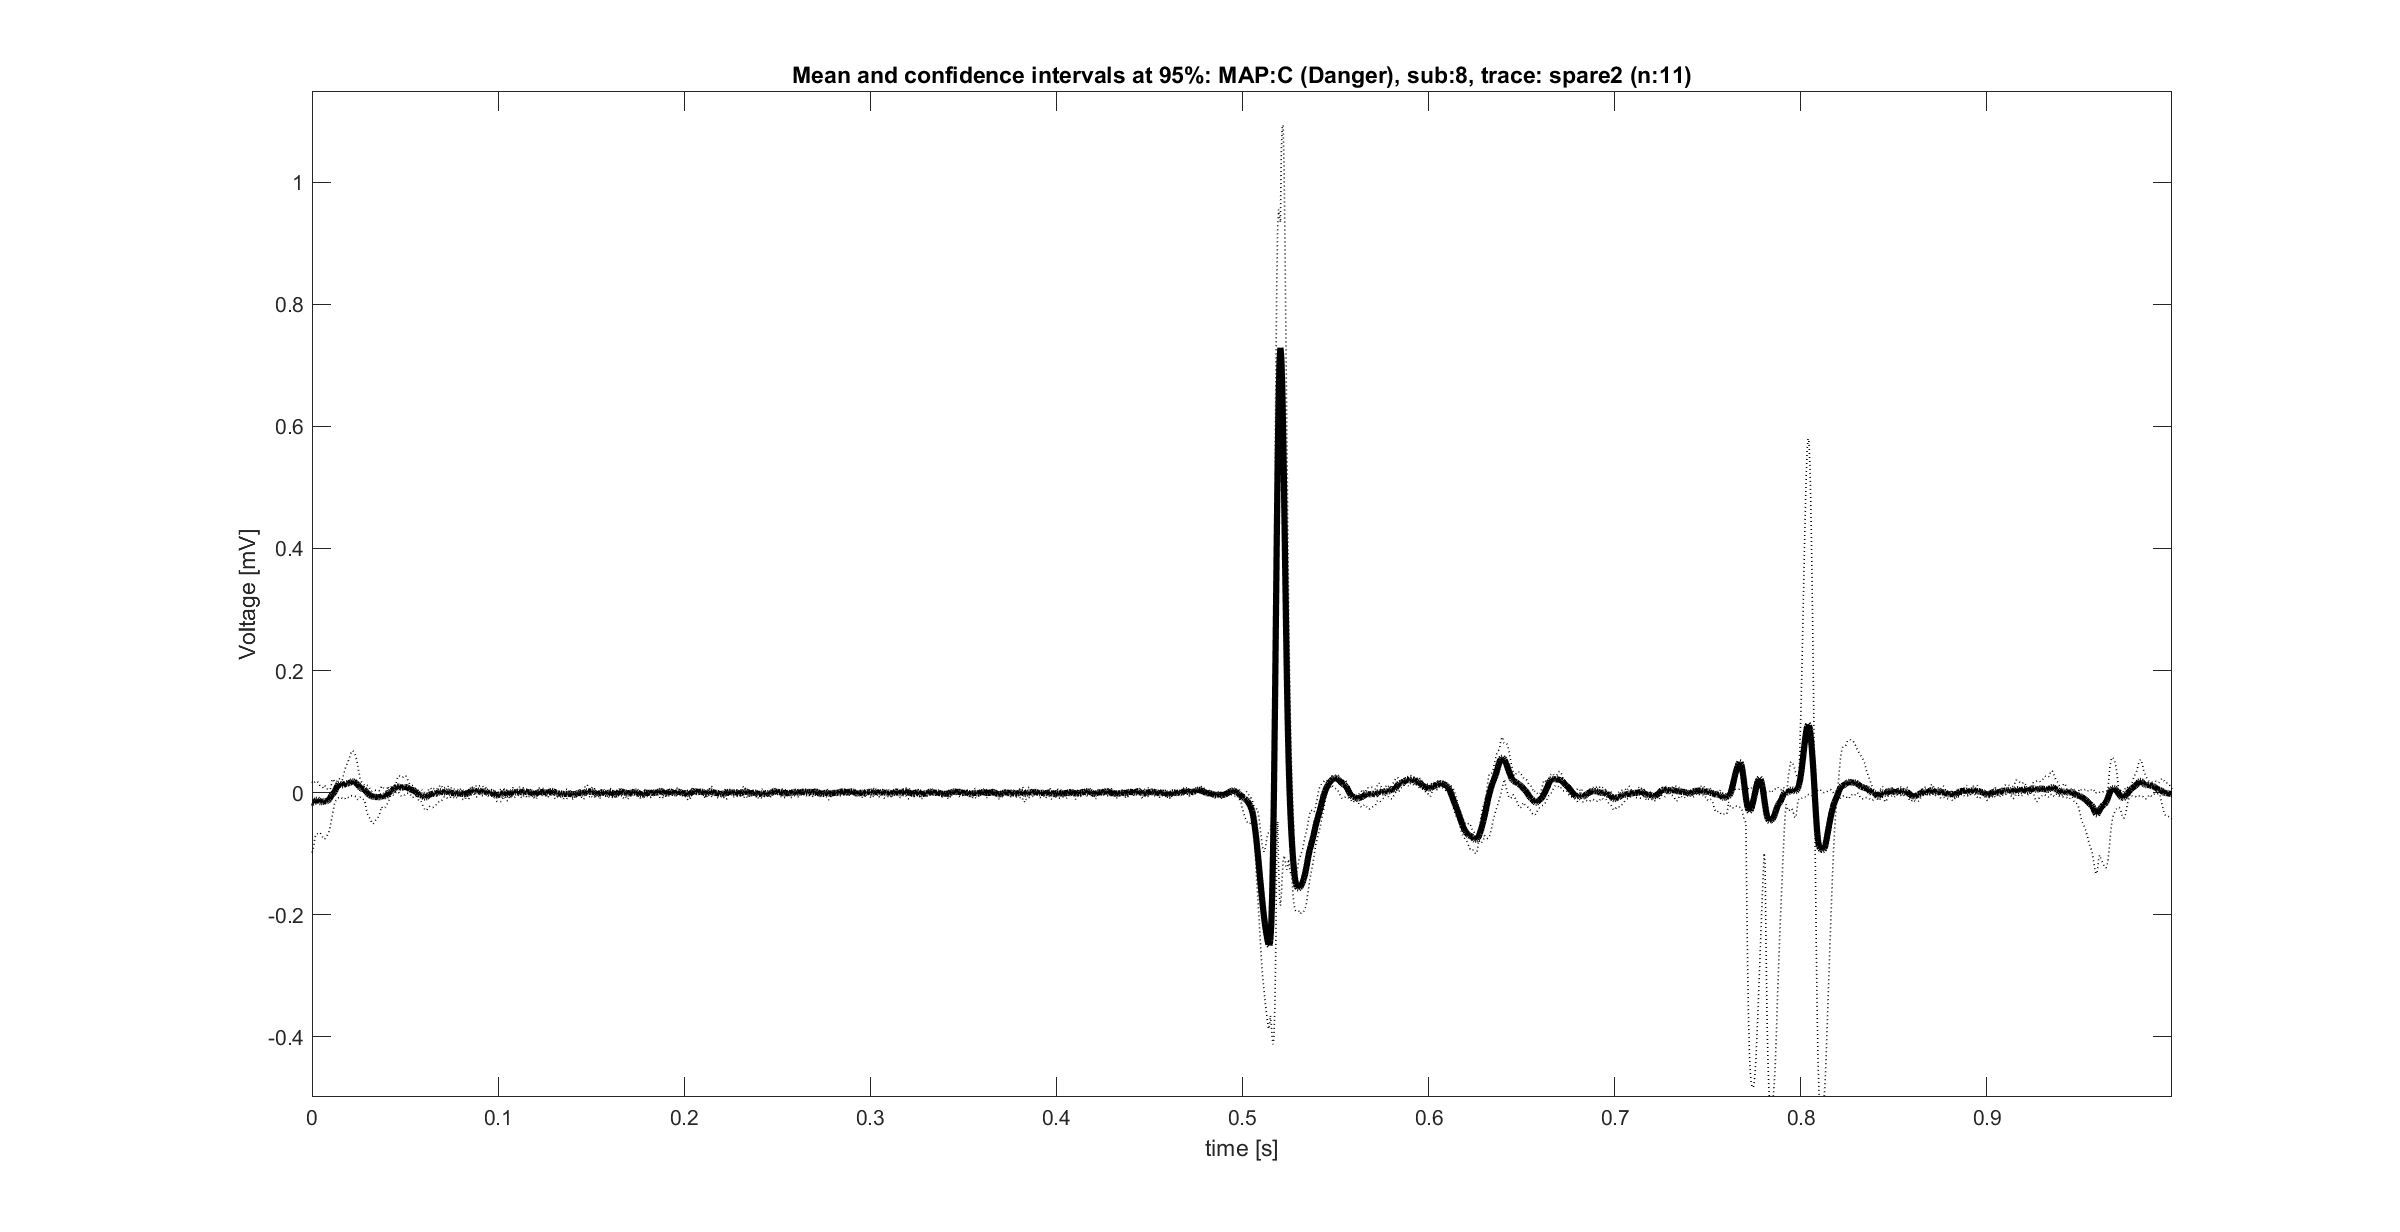 Mean and confidence intervals at 95%: MAP:C (Danger), sub:8, trace: spare2 (n:11)
1
0.8
0.6
0.4
0.2
0
-0.2
-0.4
Voltage [mV]
0 0.1 0.2 0.3 0.4 0.5 0.6 0.7 0.8 0.9
time [s]